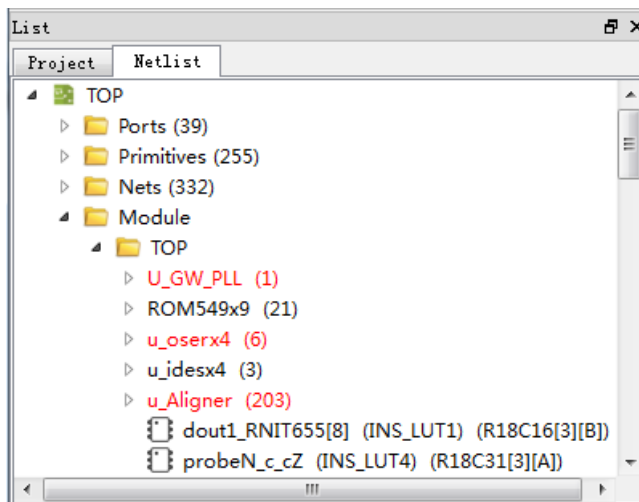 List
Project Netlist
TOP
Ports (39)
Primitives (255)
Nets (332)
Module
TOP
U_GW_PLL (1)
ROM549x9 (21)
u_oserx4 (6)
u_idesx4 (3)
u_Aligner (203)
dout1_RNIT655[8] (INS_LUT1) (R18C16[3][B])
probeN_c_cZ (INS_LUT4) (R18C31[3][A])